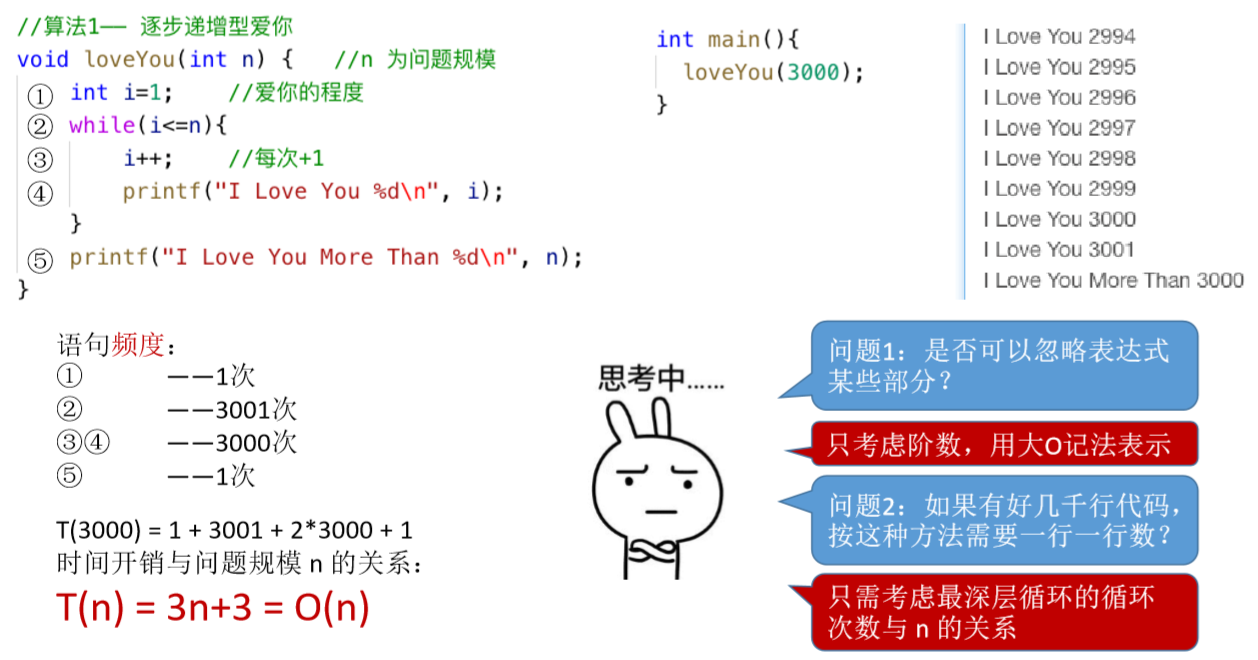 //算法1—— 逐步递增型爱你
void loveYou(int n) {   //n 为问题规模
① int i=1;    //爱你的程度
② while(i<=n){
③ i++;    //每次+1
④ printf("I Love You %d\n", i);
}
⑤ printf("I Love You More Than %d\n", n);
}
int main(){
loveYou(3000);
}
I Love You 2994
I Love You 2995
I Love You 2996
I Love You 2997
I Love You 2998
I Love You 2999
I Love You 3000
I Love You 3001
I Love You More Than 3000
语句频度：
① ——1次
② ——3001次
③④ ——3000次
⑤ ——1次
T(3000) = 1 + 3001 + 2*3000 + 1
时间开销与问题规模 n 的关系：
T(n) = 3n+3 = O(n)
思考中......
问题1：是否可以忽略表达式
某些部分？
只考虑阶数，用大O记法表示
问题2：如果有好几千行代码，
按这种方法需要一行一行数？
只需考虑最深层循环的循环
次数与 n 的关系